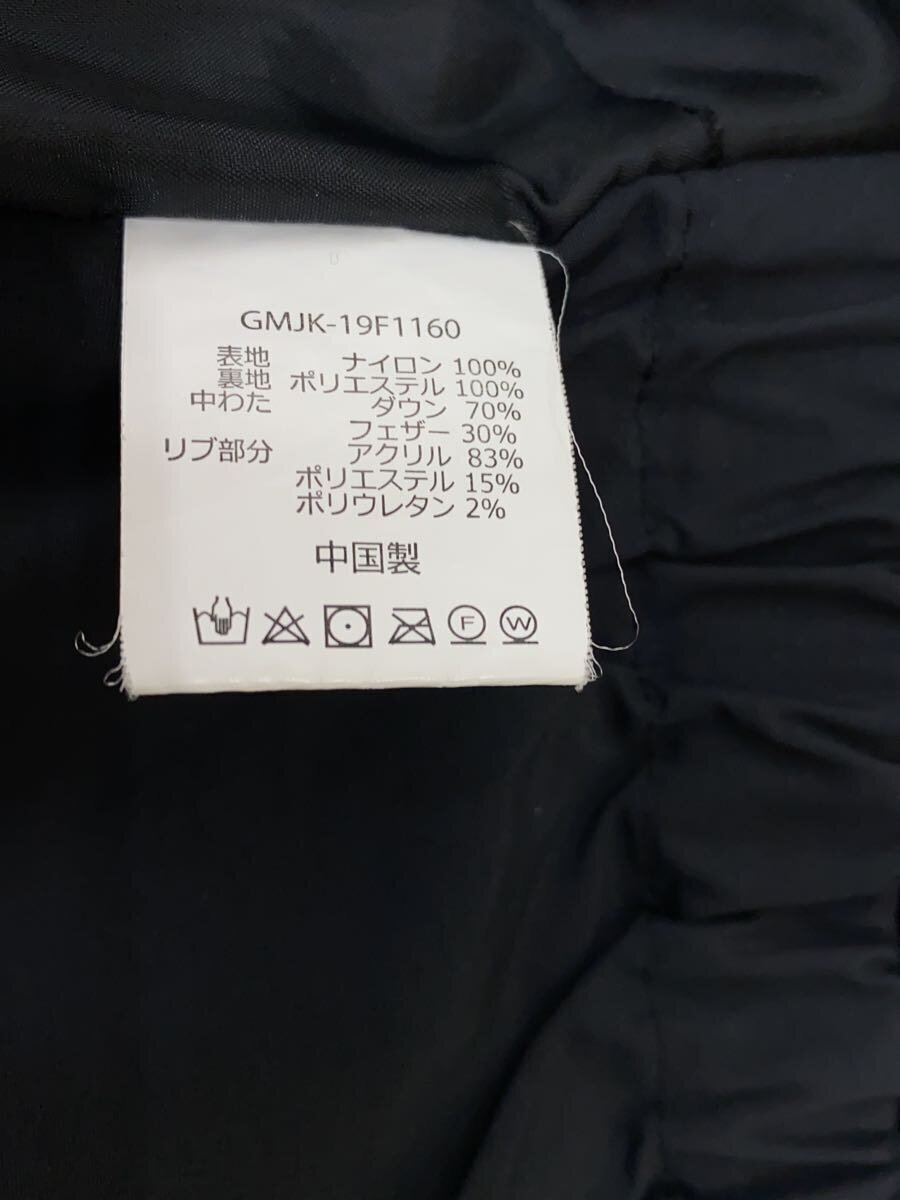 U
GMJK-19F1160
表地 ナイロン 100%
裏地 ポリエステル 100%
中わた ダウン 70%
フェザー 30%
リブ部分 アクリル 83%
ポリエステル 15%
ポリウレタン 2%
中国製
F W